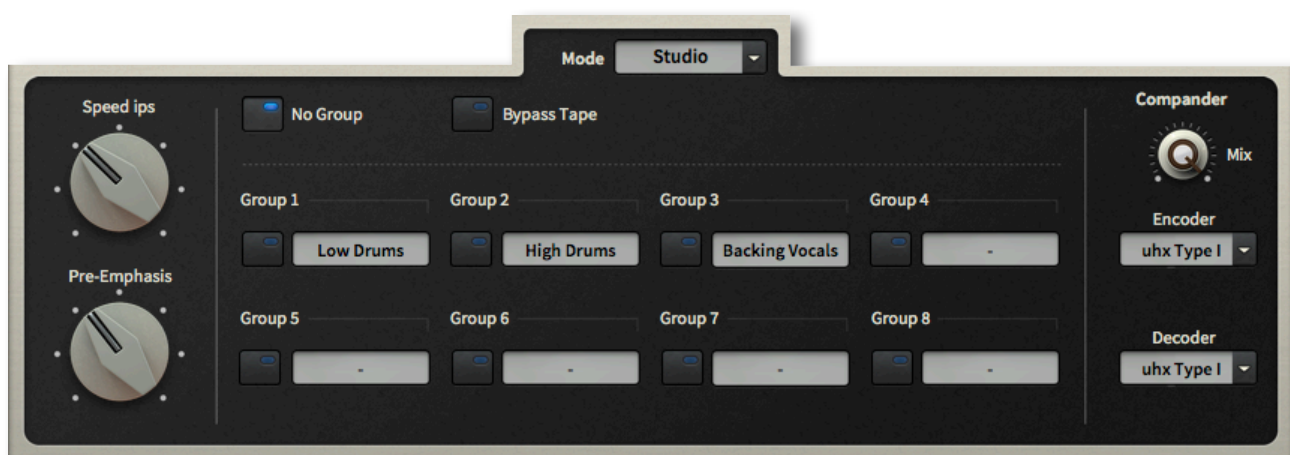 Mode Studio
Speed ips
No Group
Bypass Tape
Compander
Mix
Group 1
Group 2
Group 3
Group 4
Encoder
Low Drums
High Drums
Backing Vocals
-
uhx Type I
Pre-Emphasis
Group 5
Group 6
Group 7
Group 8
Decoder
-
-
-
-
uhx Type I